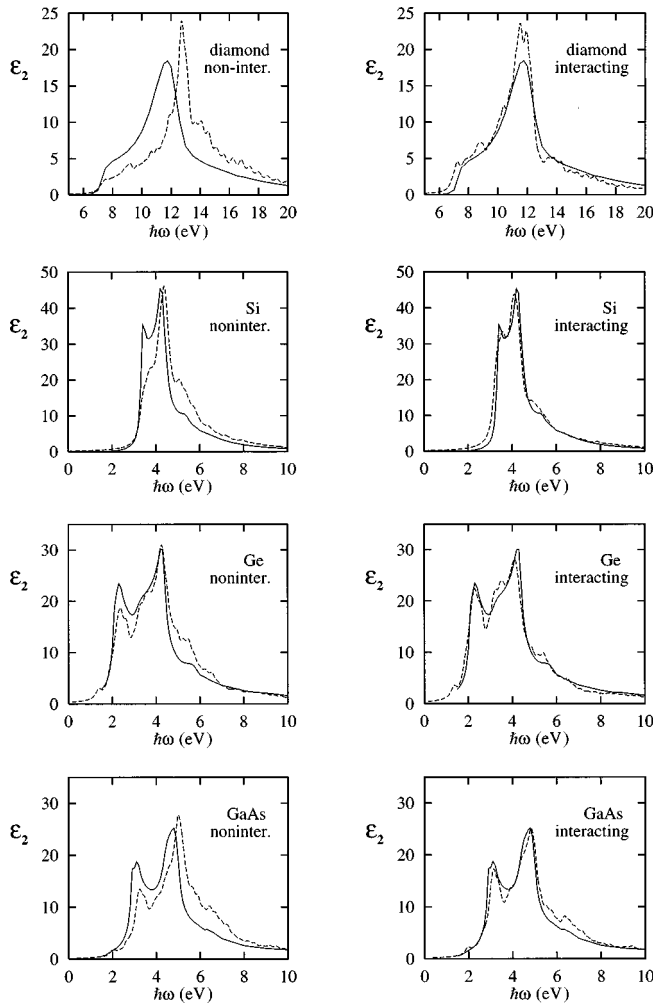 25
20
15
10
5
0
ε2
diamond
non-inter.
6 8 10 12 14 16 18 20
ħω (eV)
25
20
15
10
5
0
ε2
diamond
interacting
6 8 10 12 14 16 18 20
ħω (eV)
50
40
30
20
10
0
ε2
Si
noninter.
0 2 4 6 8 10
ħω (eV)
50
40
30
20
10
0
ε2
Si
interacting
0 2 4 6 8 10
ħω (eV)
30
20
10
0
ε2
Ge
noninter.
0 2 4 6 8 10
ħω (eV)
30
20
10
0
ε2
Ge
interacting
0 2 4 6 8 10
ħω (eV)
30
20
10
0
ε2
GaAs
noninter.
0 2 4 6 8 10
ħω (eV)
30
20
10
0
ε2
GaAs
interacting
0 2 4 6 8 10
ħω (eV)